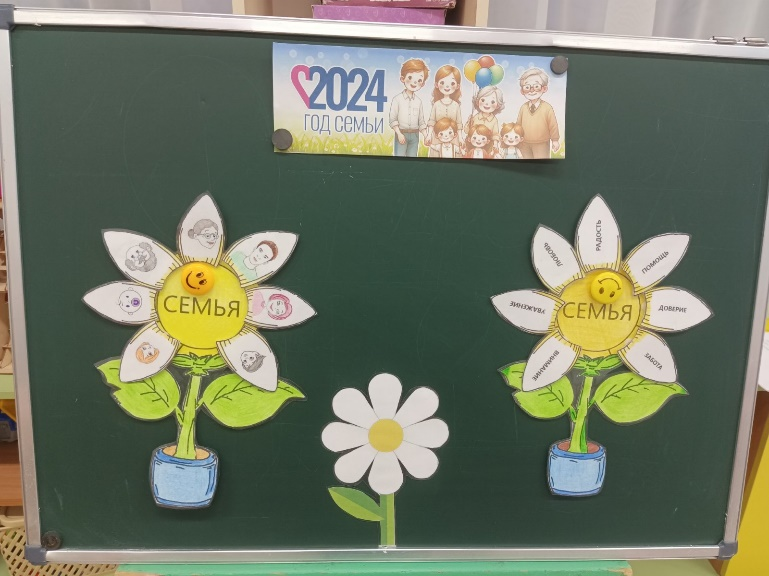 2024
ГОД СЕМЬИ
СЕМЬЯ
СЕМЬЯ
РАДОСТЬ
ПОМОЩЬ
ДОВЕРИЕ
ЗАБОТА
ВНИМАНИЕ
УВАЖЕНИЕ
ЛЮБОВЬ